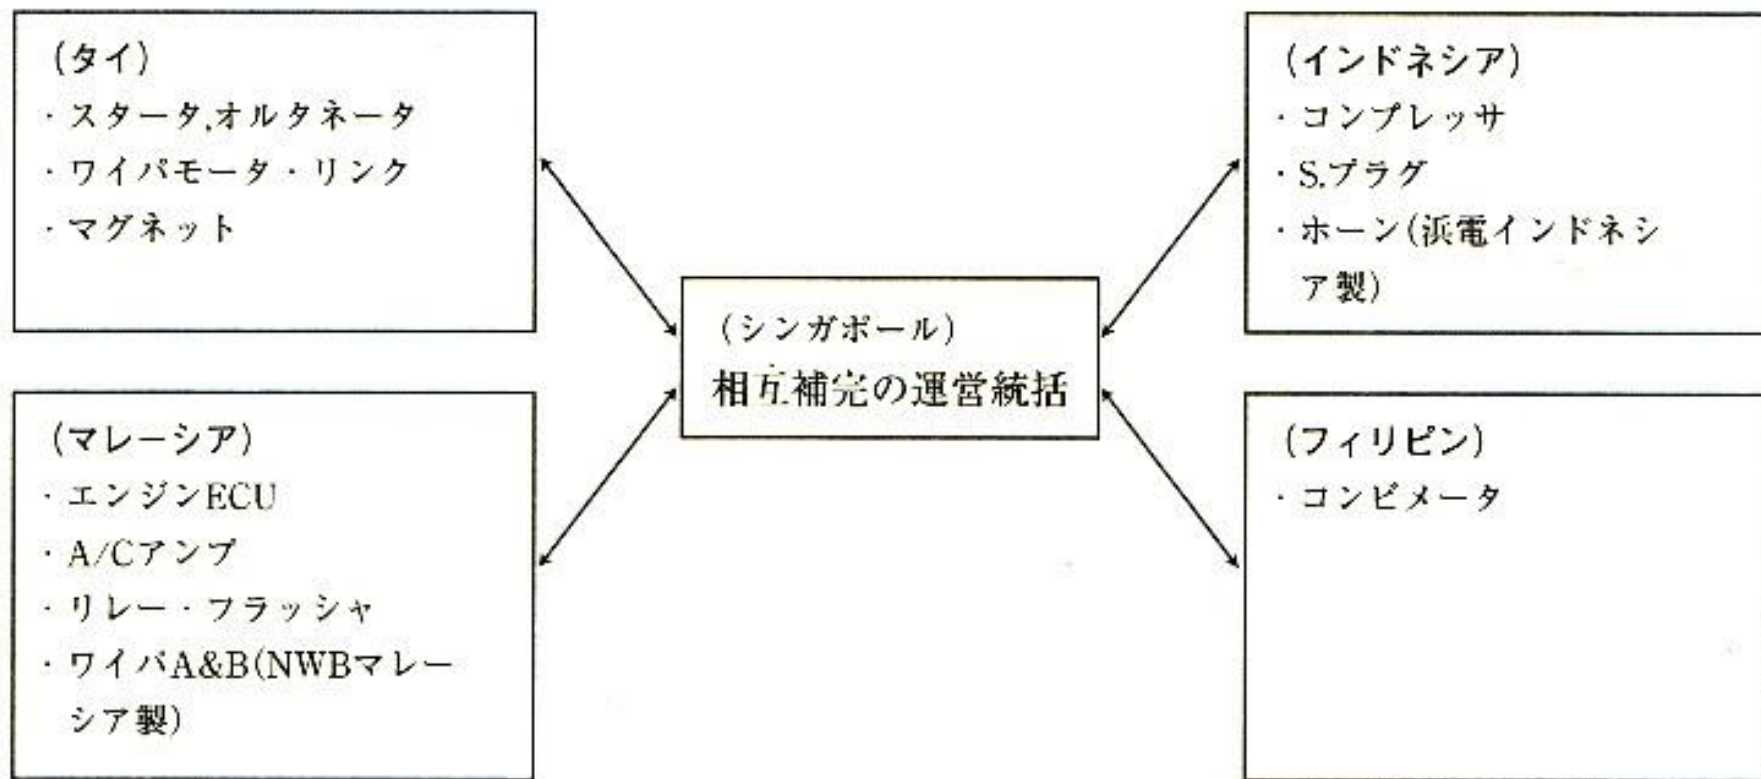 (タイ)
・スタータ,オルタネータ
・ワイパモータ・リンク
・マグネット
(インドネシア)
・コンプレッサ
・S.プラグ
・ホーン(浜電インドネシ
ア製)
(シンガポール)
相互補完の運営統括
(マレーシア)
・エンジンECU
・A/Cアンプ
・リレー・フラッシャ
・ワイパA&B(NWBマレー
シア製)
(フィリピン)
・コンビメータ